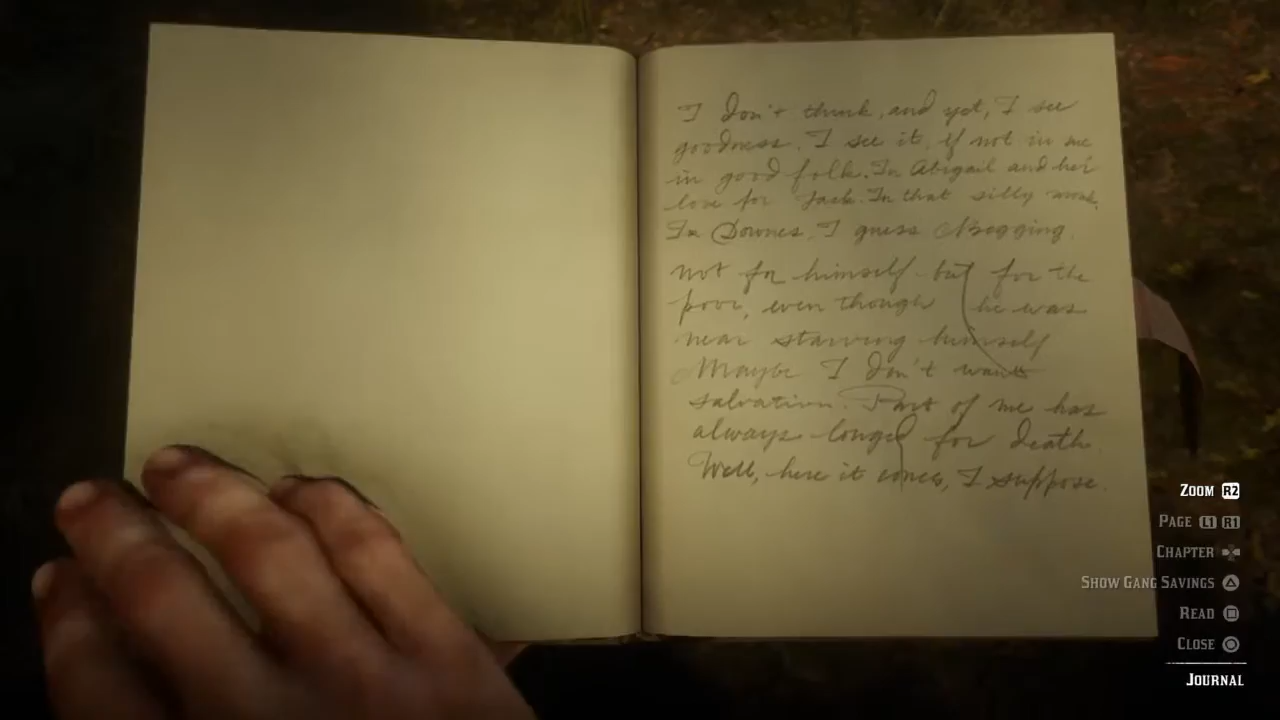 I don't think, and yet, I see
goodness. I see it, if not in me
in good folk. In Abigail and her
love for Jack. In that silly monk.
In Downes, I guess. Begging,
not for himself but for the
poor, even though he was
near starving himself
Maybe I don't want
salvation. Part of me has
always longed for death.
Well, here it comes, I suppose.
ZOOM R2
PAGE L1 R1
CHAPTER
SHOW GANG SAVINGS
READ
CLOSE
JOURNAL